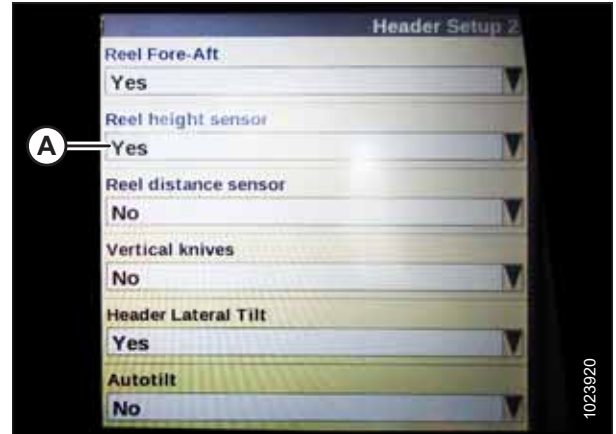 Header Setup 2
Reel Fore-Aft
Yes
Reel height sensor
A
Yes
Reel distance sensor
No
Vertical knives
No
Header Lateral Tilt
Yes
Autotilt
No
1023920